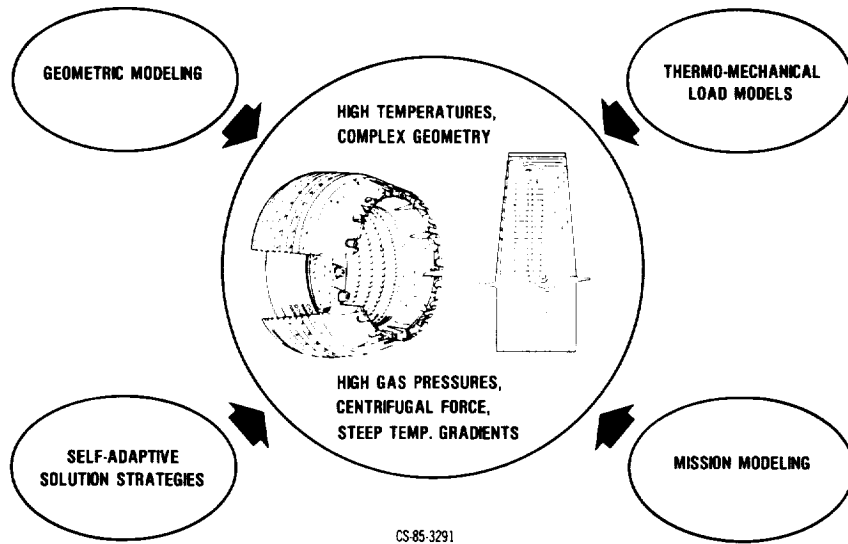 GEOMETRIC MODELING
THERMO-MECHANICAL
LOAD MODELS
HIGH TEMPERATURES,
COMPLEX GEOMETRY
HIGH GAS PRESSURES,
CENTRIFUGAL FORCE,
STEEP TEMP. GRADIENTS
SELF-ADAPTIVE
SOLUTION STRATEGIES
MISSION MODELING
CS-85-3291